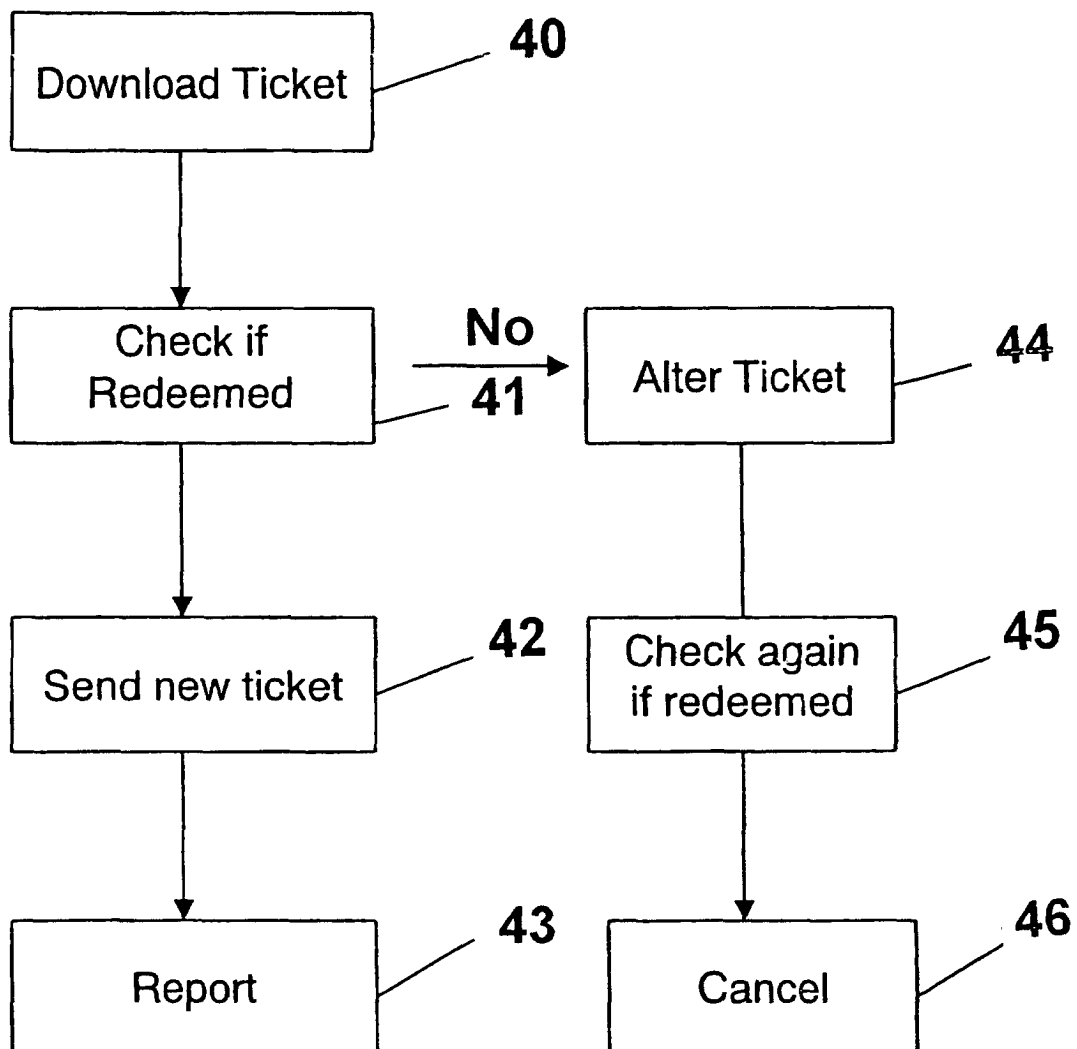 40
Download Ticket
Check if
Redeemed
No
41
Alter Ticket
44
Send new ticket
42
Check again
if redeemed
45
Report
43
Cancel
46